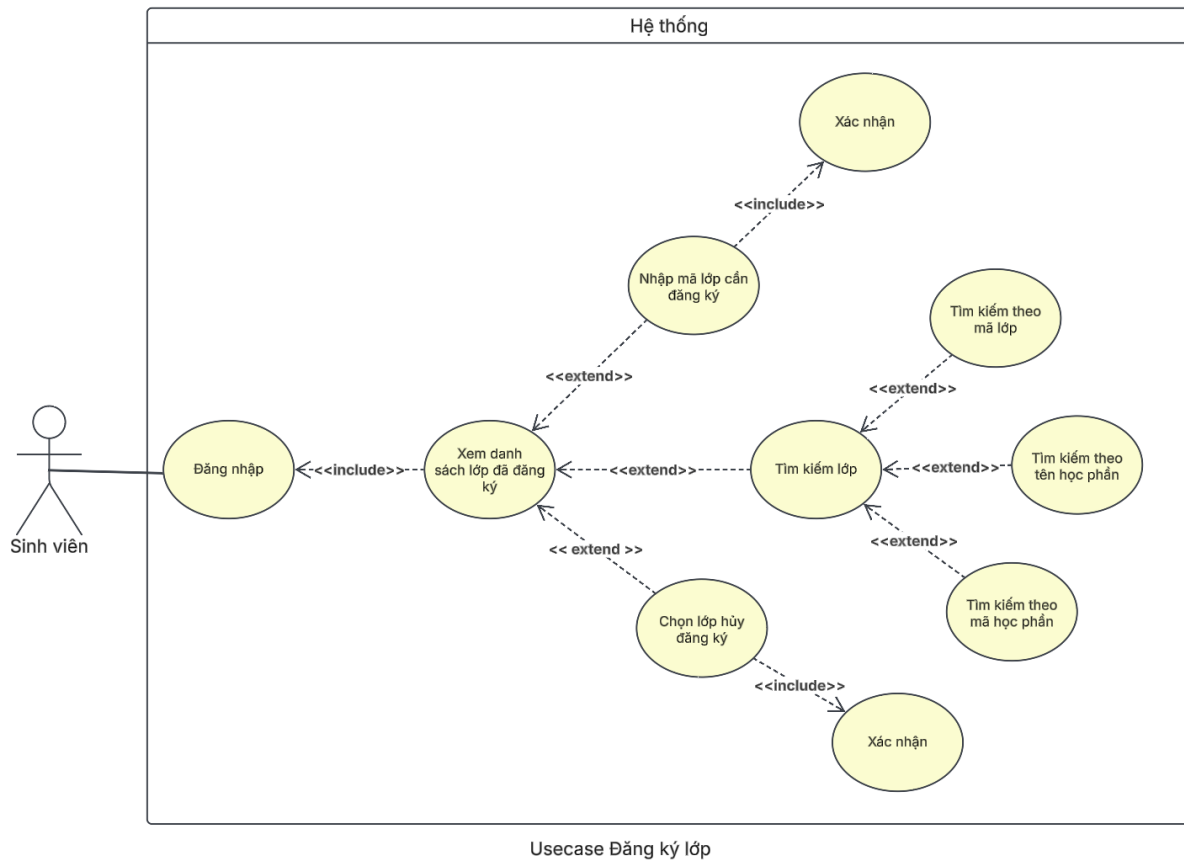 Hệ thống
Xác nhận
<<include>>
Nhập mã lớp cần
đăng ký
Tìm kiếm theo
mã lớp
<<extend>>
<<extend>>
Sinh viên
Đăng nhập
<<include>>
Xem danh
sách lớp đã đăng
ký
<<extend>>
Tìm kiếm lớp
<<extend>>
Tìm kiếm theo
tên học phần
<< extend >>
<<extend>>
Chọn lớp hủy
đăng ký
Tìm kiếm theo
mã học phần
<<include>>
Xác nhận
Usecase Đăng ký lớp